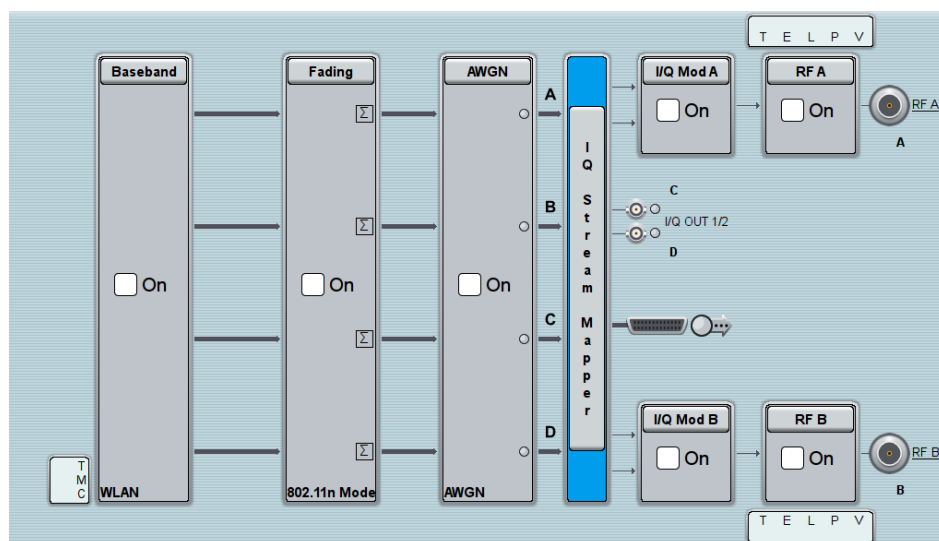 T E L P V
Baseband
Fading
AWGN
I/Q Mod A
RF A
A
Σ
On
On
RF A
A
B
Σ
C
I/Q OUT 1/2
D
I
Q
S
t
r
e
a
m
M
a
p
p
e
r
On
On
On
C
Σ
I/Q Mod B
RF B
D
Σ
On
On
RF B
B
T
M
C
WLAN
802.11n Mode
AWGN
T E L P V